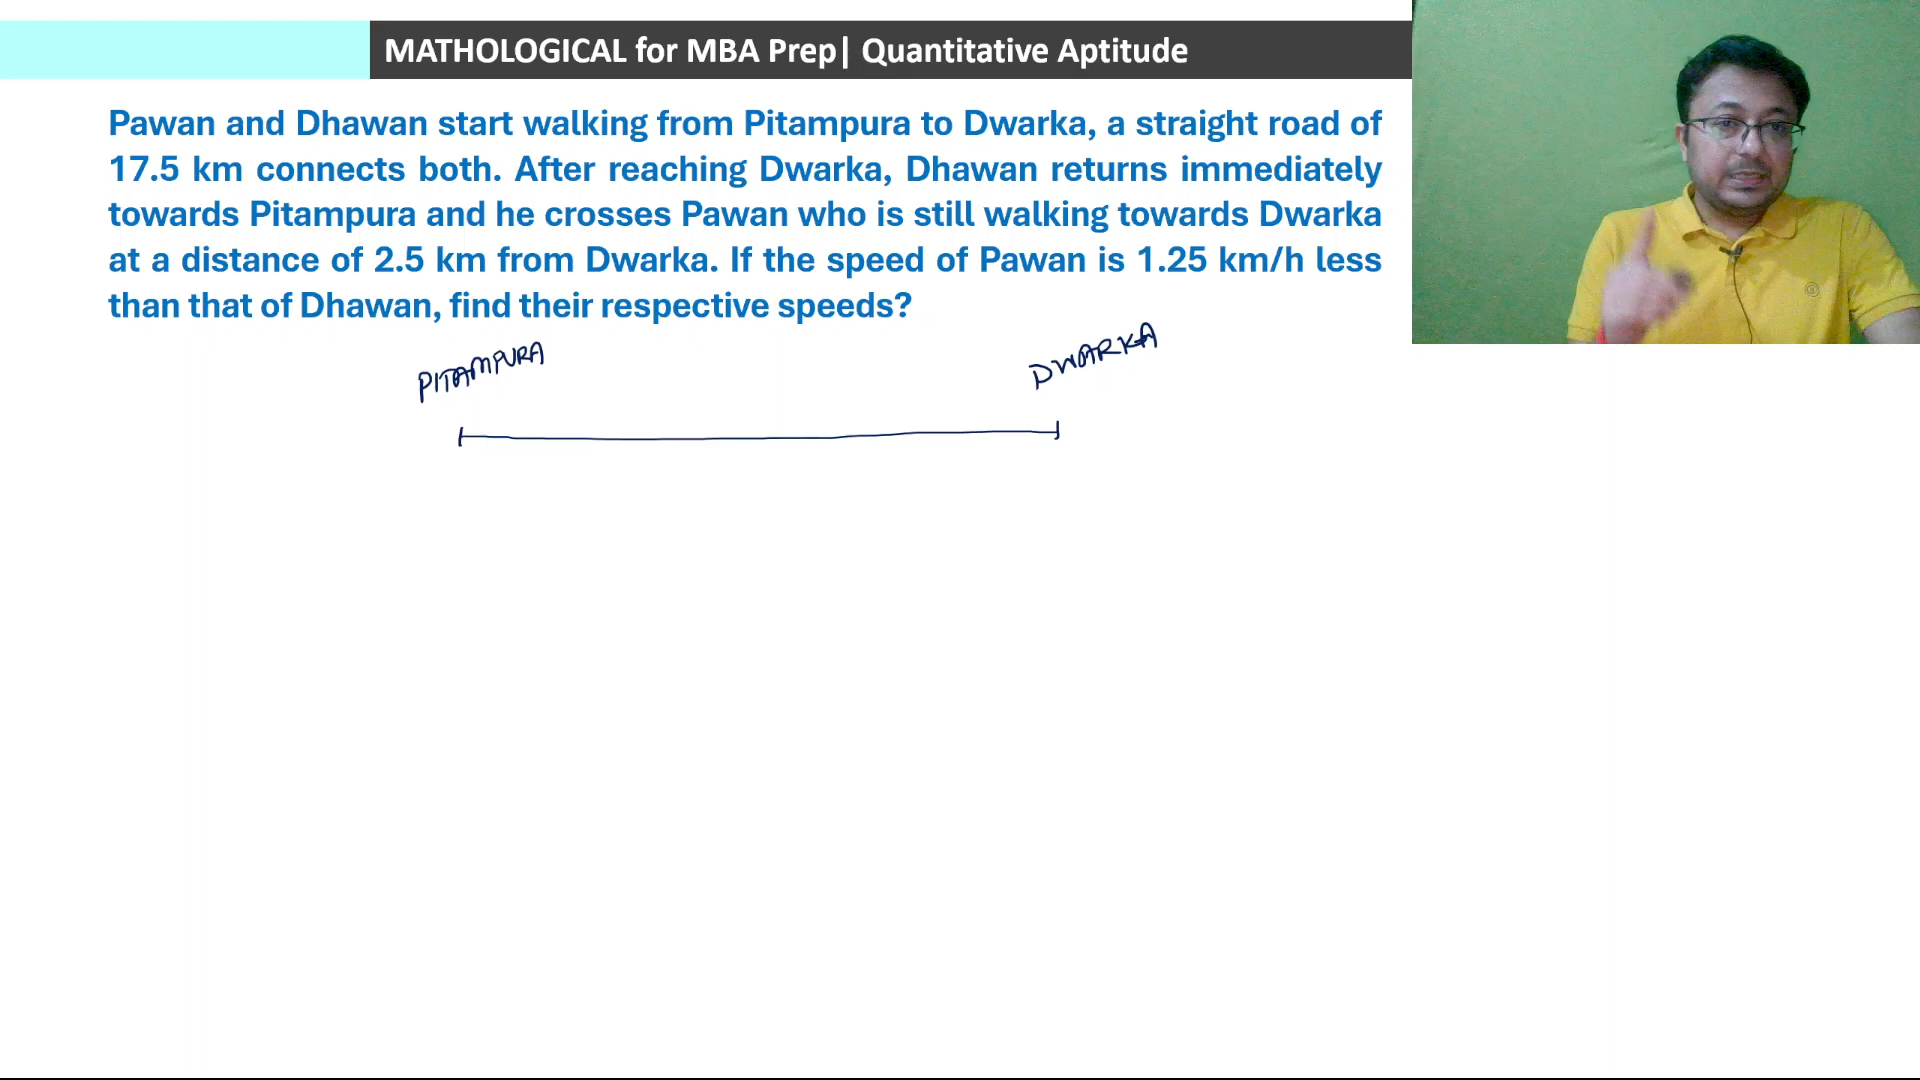 MATHOLOGICAL for MBA Prep| Quantitative Aptitude
Pawan and Dhawan start walking from Pitampura to Dwarka, a straight road of
17.5 km connects both. After reaching Dwarka, Dhawan returns immediately
towards Pitampura and he crosses Pawan who is still walking towards Dwarka
at a distance of 2.5 km from Dwarka. If the speed of Pawan is 1.25 km/h less
than that of Dhawan, find their respective speeds?
PITAMPURA
DWARKA